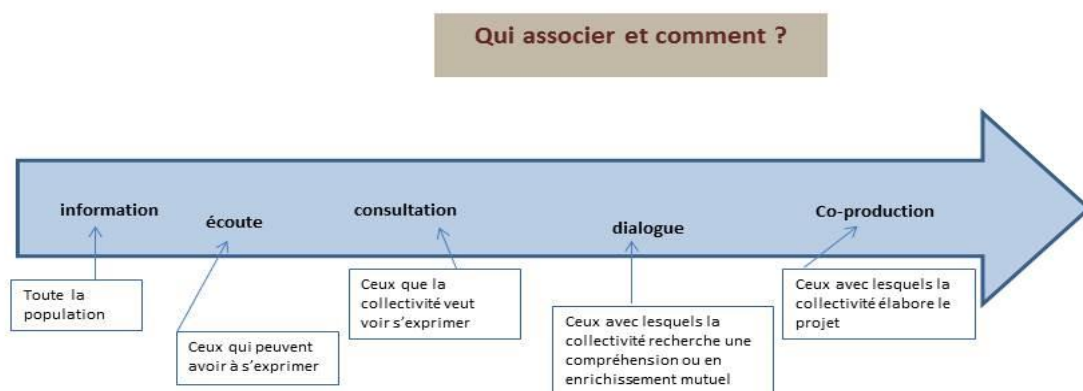 Qui associer et comment ?
information
écoute
consultation
dialogue
Co-production
Toute la
population
Ceux qui peuvent
avoir à s’exprimer
Ceux que la
collectivité veut
voir s’exprimer
Ceux avec lesquels la
collectivité recherche une
compréhension ou en
enrichissement mutuel
Ceux avec lesquels la
collectivité élabore le
projet